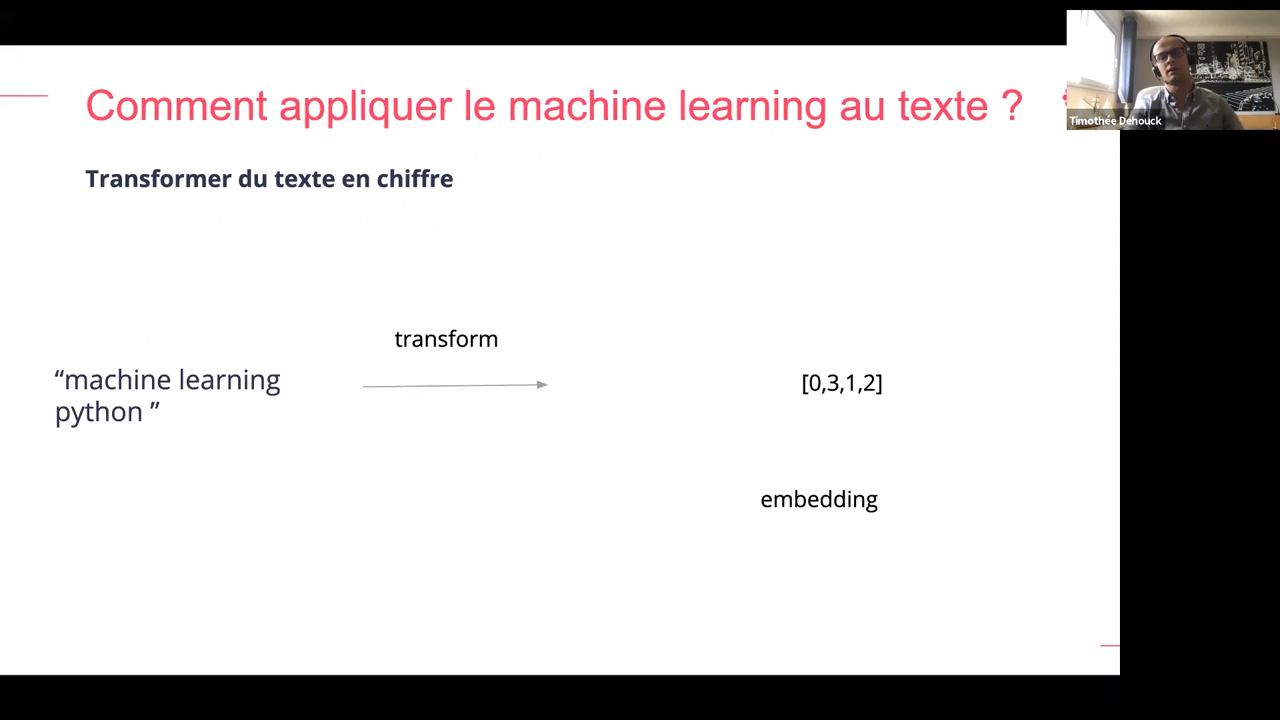 Comment appliquer le machine learning au texte ?
Timothée Dehouck
Transformer du texte en chiffre
transform
“machine learning
python ”
[0,3,1,2]
embedding